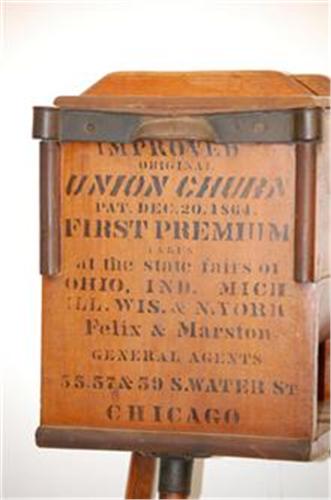 IMPROVED
ORIGINAL
UNION CHURN
PAT. DEC. 20. 1864.
FIRST PREMIUM
TAKEN
at the state fairs of
OHIO, IND. MICH
ILL. WIS. & N.YORK
Felix & Marston
GENERAL AGENTS
55.57 & 59 S.WATER ST
CHICAGO